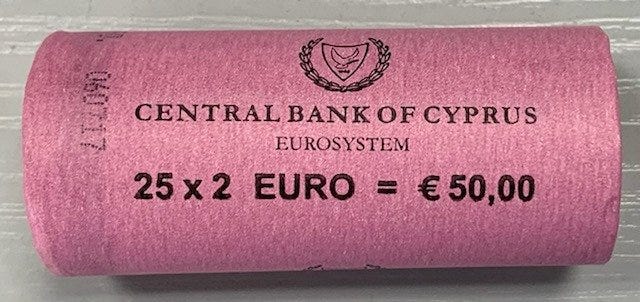 CENTRAL BANK OF CYPRUS
EUROSYSTEM
25 x 2 EURO = € 50,00